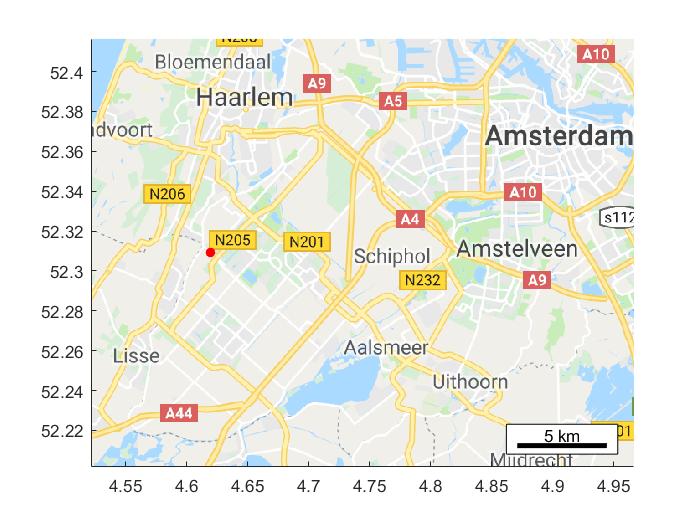 Bloemendaal
52.4
A10
A9
Haarlem
A5
52.38
ndvoort
Amsterdam
52.36
52.34
N206
A10
A4
s112
52.32
N205
N201
Schiphol
Amstelveen
52.3
N232
A9
52.28
Lisse
Aalsmeer
52.26
Uithoorn
52.24
A44
52.22
5 km
01
Mijdrecht
4.55 4.6 4.65 4.7 4.75 4.8 4.85 4.9 4.95